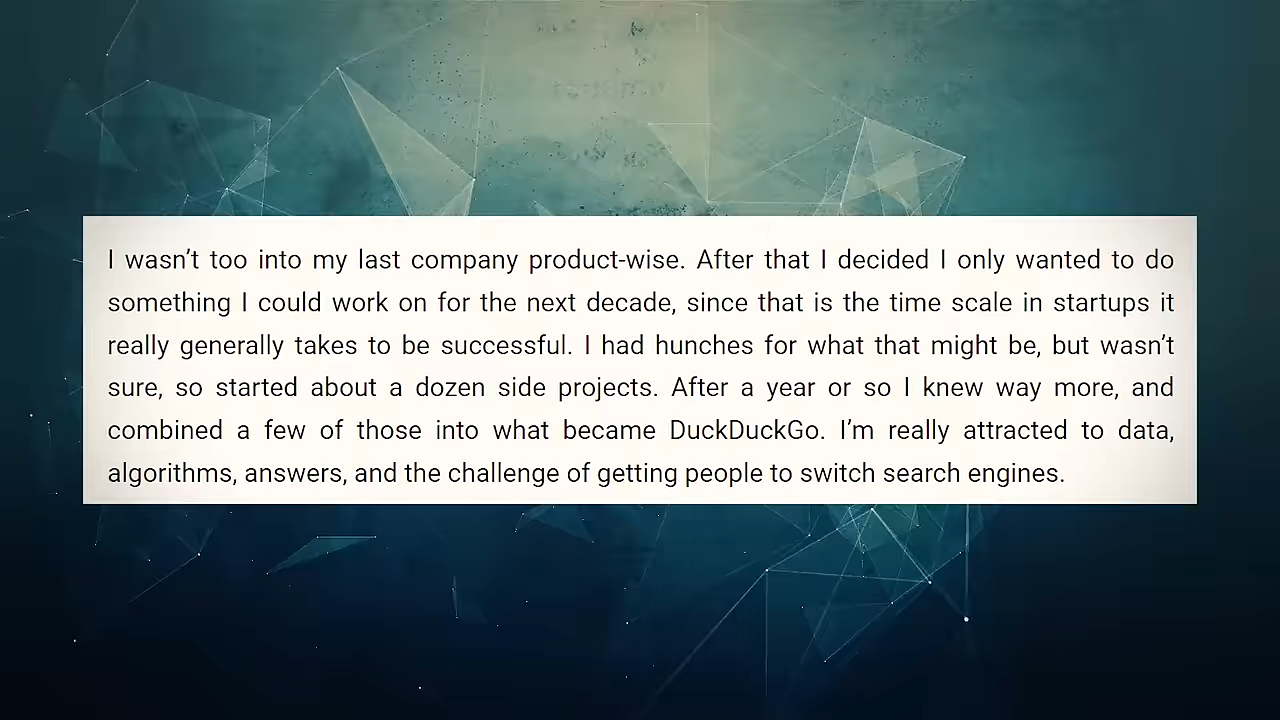 I wasn’t too into my last company product-wise. After that I decided I only wanted to do
something I could work on for the next decade, since that is the time scale in startups it
really generally takes to be successful. I had hunches for what that might be, but wasn’t
sure, so started about a dozen side projects. After a year or so I knew way more, and
combined a few of those into what became DuckDuckGo. I’m really attracted to data,
algorithms, answers, and the challenge of getting people to switch search engines.